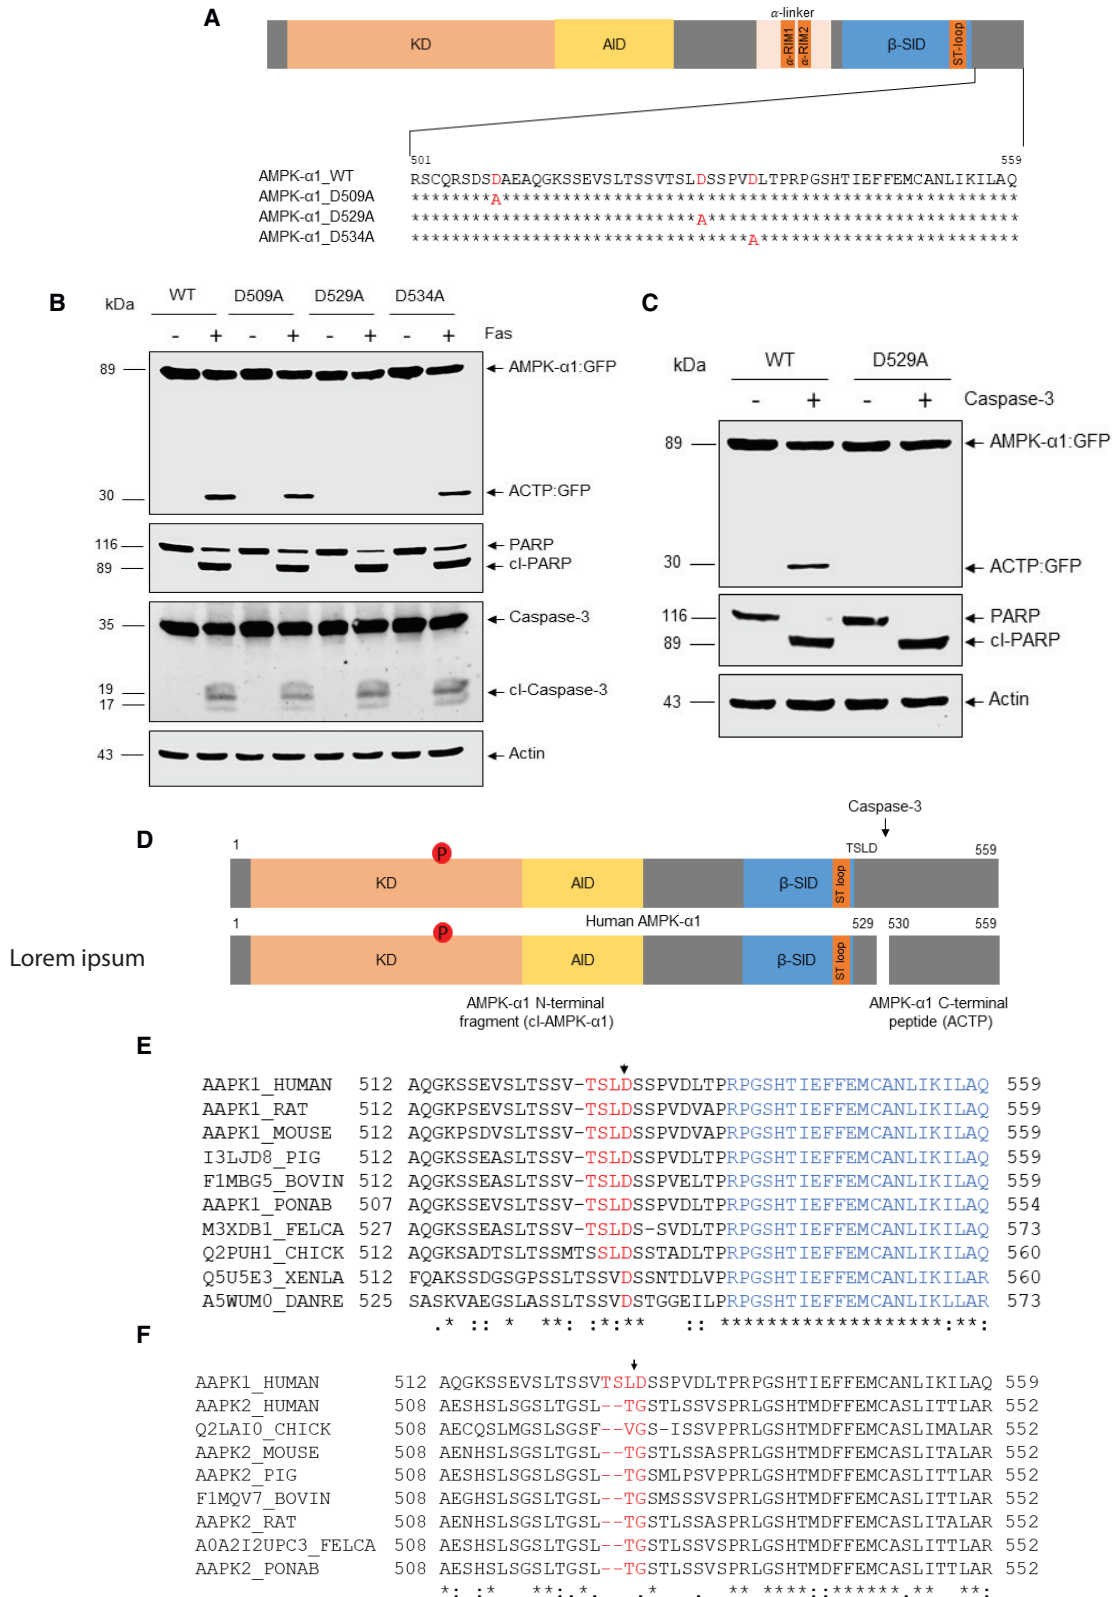 A
α-linker
KD AID α-RIM1 α-RIM2 β-SID ST-loop
501 559
AMPK-α1_WT RSCQRSDSDAEAQGKSSEVSLTSSVTSLDSSPVDLTPRPGSHTIEFFEMCANLIKILAQ
AMPK-α1_D509A ********A**************************************************
AMPK-α1_D529A ****************************A******************************
AMPK-α1_D534A *********************************A*************************
B
kDa WT D509A D529A D534A
- + - + - + - + Fas
89 AMPK-α1:GFP
30 ACTP:GFP
116 PARP
89 cl-PARP
35 Caspase-3
19 cl-Caspase-3
17
43 Actin
C
kDa WT D529A
- + - + Caspase-3
89 AMPK-α1:GFP
30 ACTP:GFP
116 PARP
89 cl-PARP
43 Actin
D
Caspase-3
1 P TSLD 559
KD AID β-SID ST loop
Human AMPK-α1
1 P 529 530 559
Lorem ipsum
KD AID β-SID ST loop
AMPK-α1 N-terminal
fragment (cl-AMPK-α1)
AMPK-α1 C-terminal
peptide (ACTP)
E
AAPK1_HUMAN 512 AQGKSSEVSLTSSV-TSLDSSPVDLTPRPGSHTIEFFEMCANLIKILAQ 559
AAPK1_RAT 512 AQGKPSEVSLTSSV-TSLDSSPVDVAPRPGSHTIEFFEMCANLIKILAQ 559
AAPK1_MOUSE 512 AQGKPSDVSLTSSV-TSLDSSPVDVAPRPGSHTIEFFEMCANLIKILAQ 559
I3LJD8_PIG 512 AQGKSSEASLTSSV-TSLDSSPVDLTPRPGSHTIEFFEMCANLIKILAQ 559
F1MBG5_BOVIN 512 AQGKSSEASLTSSV-TSLDSSPVELTPRPGSHTIEFFEMCANLIKILAQ 559
AAPK1_PONAB 507 AQGKSSEVSLTSSV-TSLDSSPVDLTPRPGSHTIEFFEMCANLIKILAQ 554
M3XDB1_FELCA 527 AQGKSSEASLTSSV-TSLDS-SVDLTPRPGSHTIEFFEMCANLIKILAQ 573
Q2PUH1_CHICK 512 AQGKSADTSLTSSMTSSLDSSTADLTPRPGSHTIEFFEMCANLIKILAQ 560
Q5U5E3_XENLA 512 FQAKSSDGSGPSSLTSSVDSSNTDLVPRPGSHTIEFFEMCANLIKILAR 560
A5WUM0_DANRE 525 SASKVAEGSLASSLTSSVDSTGGEILPRPGSHTIEFFEMCANLIKLLAR 573
.* :: * **: :*:** :: *******************:**:
F
AAPK1_HUMAN 512 AQGKSSEVSLTSSVTSLDSSPVDLTPRPGSHTIEFFEMCANLIKILAQ 559
AAPK2_HUMAN 508 AESHSLSGSLTGSL--TGSTLSSVPPRLGSHTMDFFEMCASLITTLAR 552
Q2LAI0_CHICK 508 AECQSLMGSLSGSF--VGS-ISSVPPRLGSHTMDFFEMCASLIMALAR 552
AAPK2_MOUSE 508 AENHSLSGSLTGSL--TGSTLSSASPRLGSHTMDFFEMCASLITALAR 552
AAPK2_PIG 508 AESHSLSGSLSGSL--TGSMLPSVPPRLGSHTMDFFEMCASLITTLAR 552
F1MQV7_BOVIN 508 AEGHSLSGSLTGSL--TGSMSSSVSPRLGSHTMDFFEMCASLITTLAR 552
AAPK2_RAT 508 AENHSLSGSLTGSL--TGSTLSSASPRLGSHTMDFFEMCASLITALAR 552
A0A2I2UPC3_FELCA 508 AESHSLSGSLTGSL--TGSTLSSVSPRLGSHTMDFFEMCASLITTLAR 552
AAPK2_PONAB 508 AESHSLSGSLTGSL--TGSTLSSVSPRLGSHTMDFFEMCASLITTLAR 552
*: :* **:.*. .* . ** ****::******.** **: